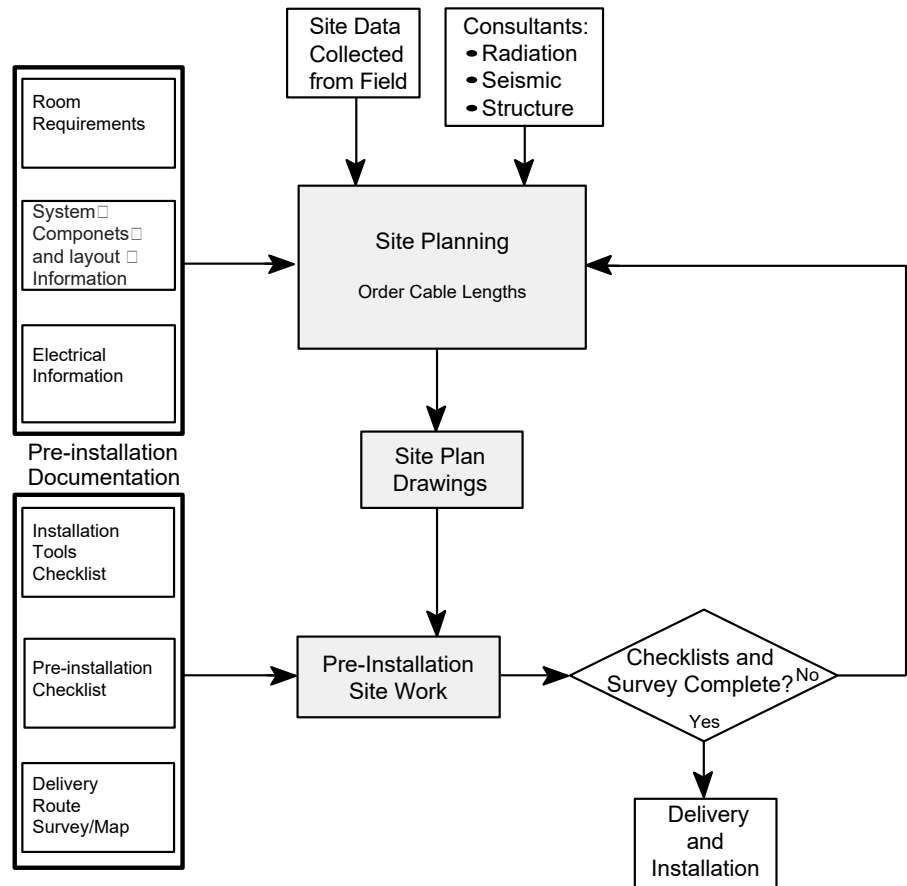 Site Data
Collected
from Field
Consultants:
• Radiation
• Seismic
• Structure
Room
Requirements
System□
Componets□
and layout □
Information
Electrical
Information
Pre-installation
Documentation
Site Planning
Order Cable Lengths
Site Plan
Drawings
Installation
Tools
Checklist
Pre-installation
Checklist
Delivery
Route
Survey/Map
Pre-Installation
Site Work
Checklists and
Survey Complete?
No
Yes
Delivery
and
Installation